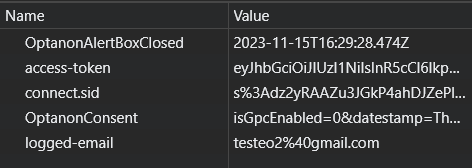 Name Value
OptanonAlertBoxClosed 2023-11-15T16:29:28.474Z
access-token eyJhbGciOiJIUzI1NiIsInR5cCI6Ikp...
connect.sid s%3Adz2yRAAZu3JGkP4ahDJZePl...
OptanonConsent isGpcEnabled=0&datestamp=Th...
logged-email testeo2%40gmail.com